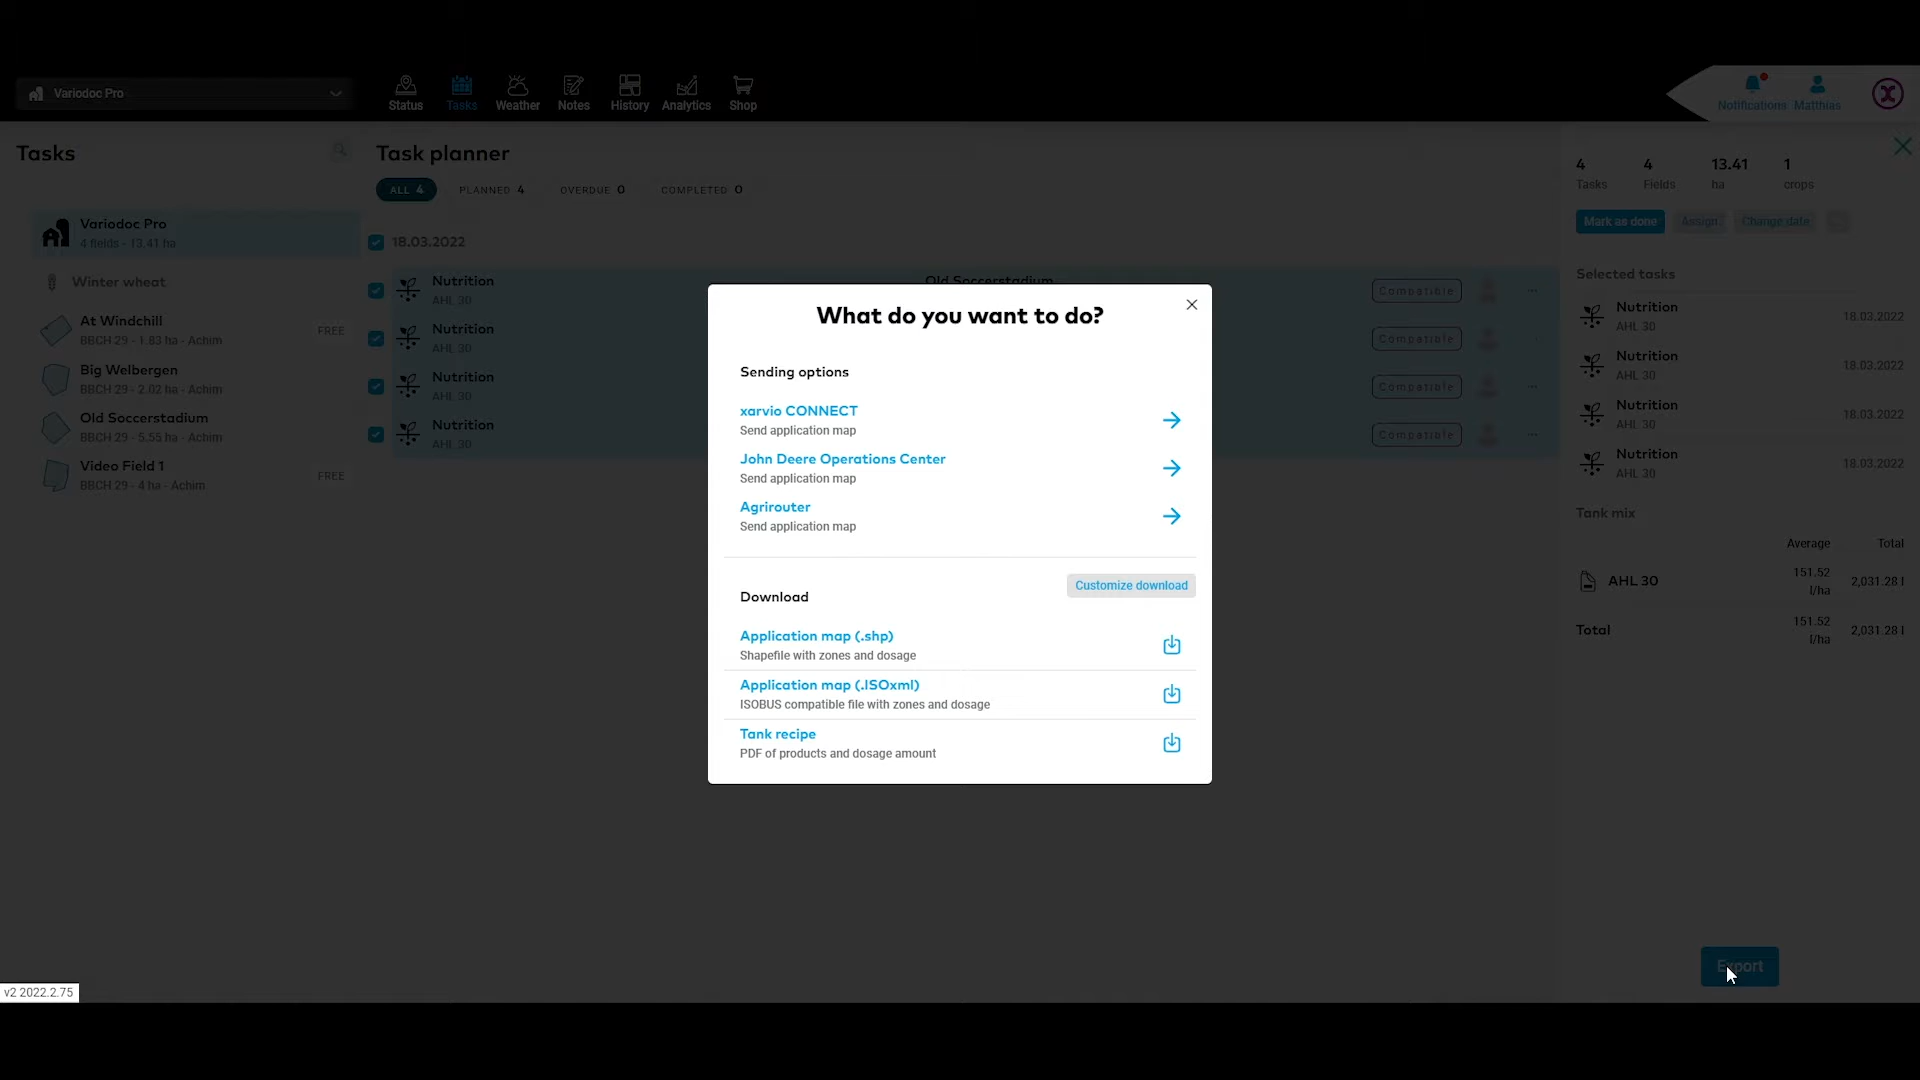 Variodoc Pro
Status
Tasks
Weather
Notes
History
Analytics
Shop
Notifications
Matthias
Tasks
Variodoc Pro
4 fields - 13.41 ha
Winter wheat
At Windchill
BBCH 29 - 1.83 ha - Achim
FREE
Big Welbergen
BBCH 29 - 2.02 ha - Achim
Old Soccerstadium
BBCH 29 - 5.55 ha - Achim
Video Field 1
BBCH 29 - 4 ha - Achim
FREE
Task planner
ALL 4
PLANNED 4
OVERDUE 0
COMPLETED 0
18.03.2022
Nutrition
AHL 30
Old Soccerstadium
Compatible
Nutrition
AHL 30
Compatible
Nutrition
AHL 30
Compatible
Nutrition
AHL 30
Compatible
What do you want to do?
Sending options
xarvio CONNECT
Send application map
John Deere Operations Center
Send application map
Agrirouter
Send application map
Download
Customize download
Application map (.shp)
Shapefile with zones and dosage
Application map (.ISOxml)
ISOBUS compatible file with zones and dosage
Tank recipe
PDF of products and dosage amount
4 4 13.41 1
Tasks Fields ha crops
Mark as done
Assign
Change date
Selected tasks
Nutrition
AHL 30
18.03.2022
Nutrition
AHL 30
18.03.2022
Nutrition
AHL 30
18.03.2022
Nutrition
AHL 30
18.03.2022
Tank mix
Average Total
AHL 30
151.52
l/ha
2,031.28 l
Total
151.52
l/ha
2,031.28 l
Export
v2 2022.2.75